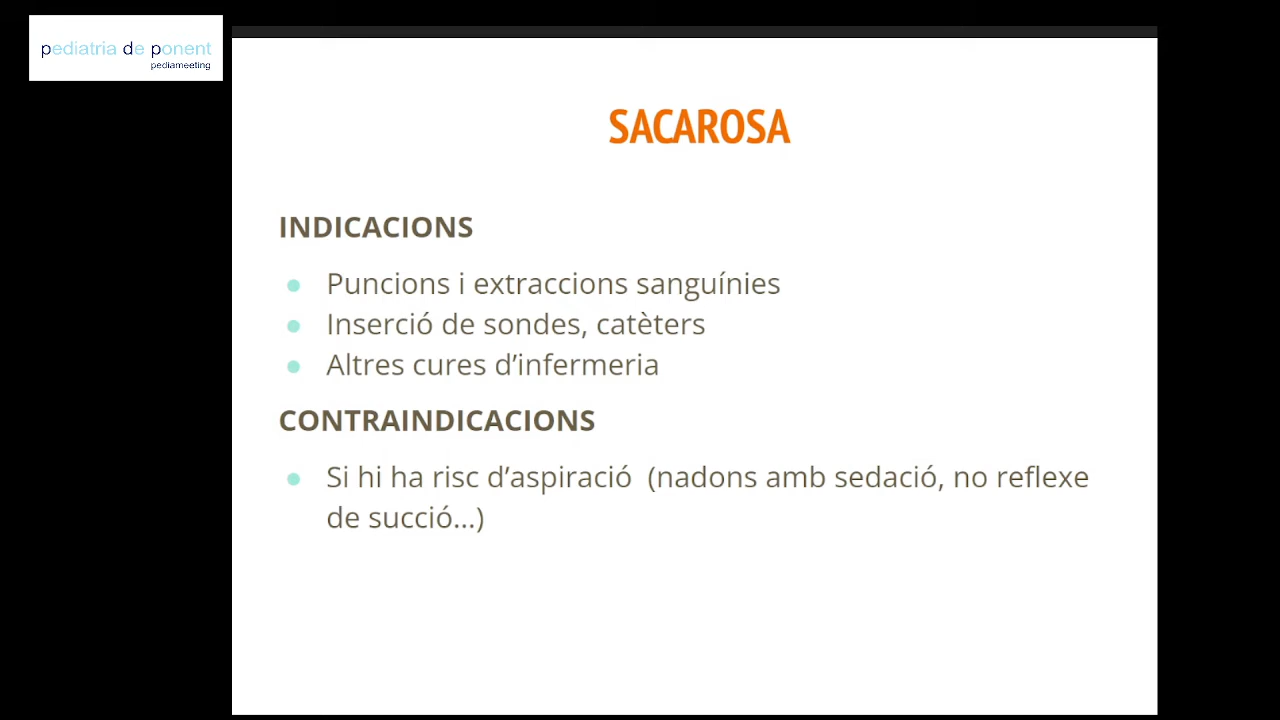 pediatria de ponent
pediameeting
SACAROSA
INDICACIONS
Puncions i extraccions sanguínies
Inserció de sondes, catèters
Altres cures d’infermeria
CONTRAINDICACIONS
Si hi ha risc d’aspiració (nadons amb sedació, no reflexe
de succió...)